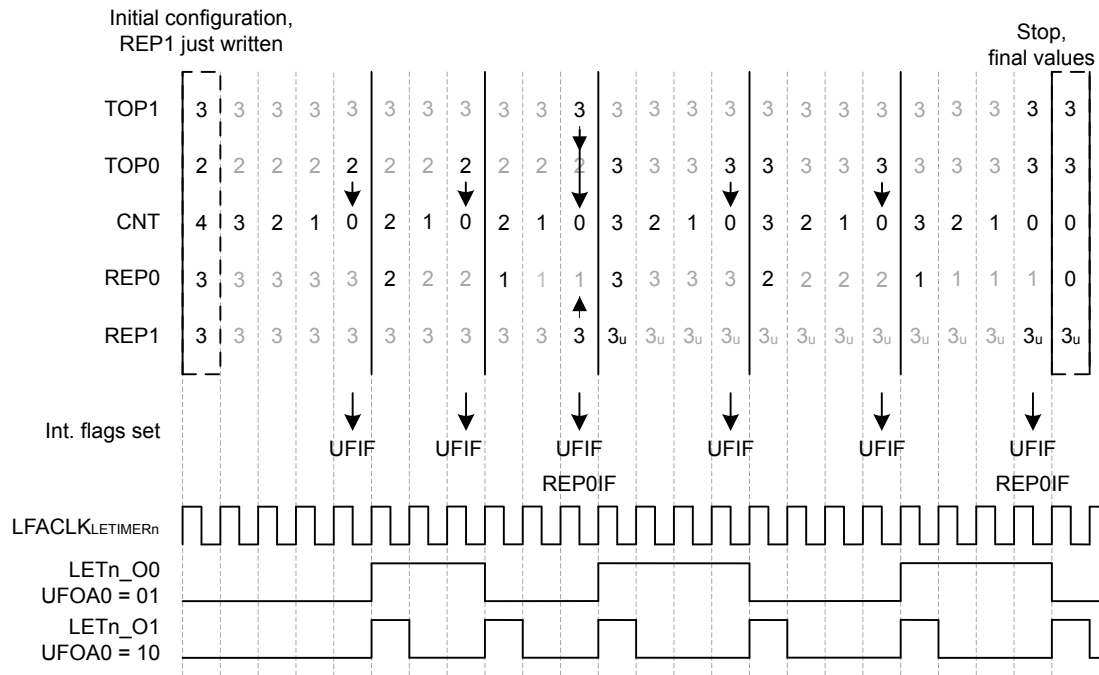 Initial configuration,
REP1 just written
Stop,
final values
TOP1 3 3 3 3 3 3 3 3 3 3 3 3 3 3 3 3 3 3 3 3 3 3 3 3
TOP0 2 2 2 2 2 2 2 2 2 2 2 3 3 3 3 3 3 3 3 3 3 3 3 3
CNT 4 3 2 1 0 2 1 0 2 1 0 3 2 1 0 3 2 1 0 3 2 1 0 0
REP0 3 3 3 3 3 2 2 2 1 1 1 3 3 3 3 2 2 2 2 1 1 1 1 0
REP1 3 3 3 3 3 3 3 3 3 3 3 3u 3u 3u 3u 3u 3u 3u 3u 3u 3u 3u 3u 3u
Int. flags set
UFIF UFIF UFIF UFIF UFIF UFIF
REP0IF REP0IF
LFACLKLETIMERn
LETn_O0
UFOA0 = 01
LETn_O1
UFOA0 = 10